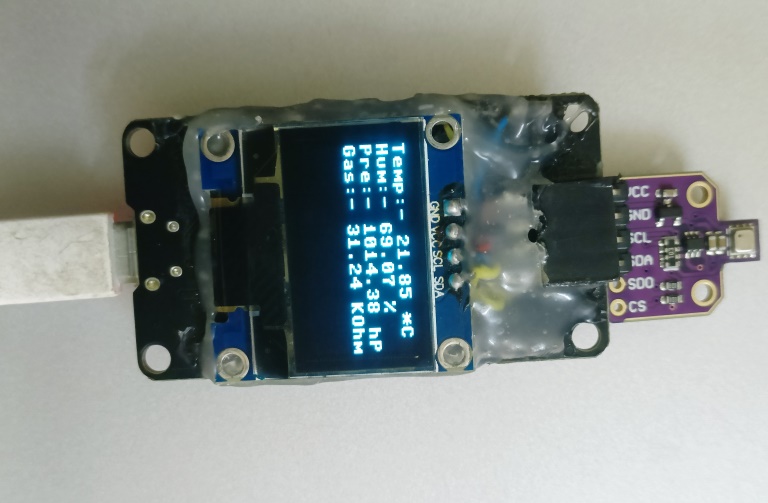 VCC GND SCL SDA SDO CS
GND VCC SCL SDA
Temp:- 21.85 *C
Hum:- 69.07 %
Pre:- 1014.38 hP
Gas:- 31.24 KOhm